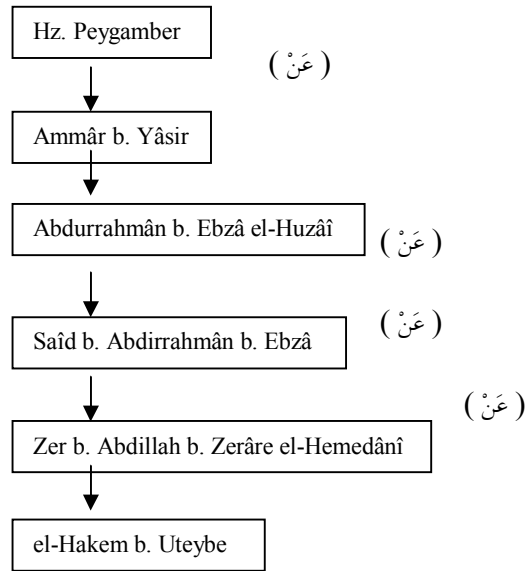 Hz. Peygamber
( عَنْ )
Ammâr b. Yâsir
Abdurrahmân b. Ebzâ el-Huzâî
( عَنْ )
Saîd b. Abdirrahmân b. Ebzâ
( عَنْ )
( عَنْ )
Zer b. Abdillah b. Zerâre el-Hemedânî
el-Hakem b. Uteybe